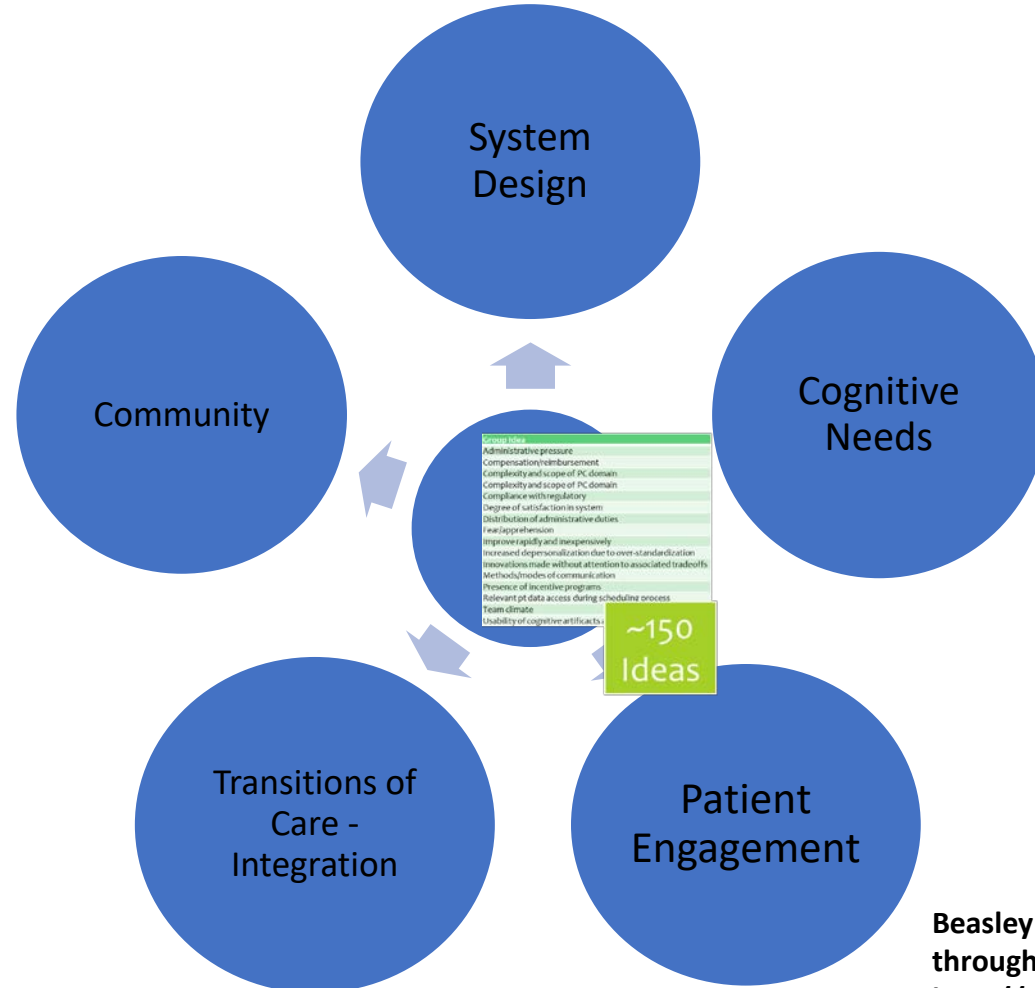 System
Design
Community
Cognitive
Needs
Group Idea
Administrative pressure
Compensation/reimbursement
Complexity and scope of PC domain
Complexity and scope of PC domain
Compliance with regulatory
Degree of satisfaction in system
Distribution of administrative duties
Fear/apprehension
Improve rapidly and inexpensively
Increased depersonalization due to over-standardization
Innovations made without attention to associated tradeoffs
Methods/modes of communication
Presence of incentive programs
Relevant pt data access during scheduling process
Team climate
Usability of cognitive artificacts
~150
Ideas
Transitions of
Care -
Integration
Patient
Engagement
Beasley
through